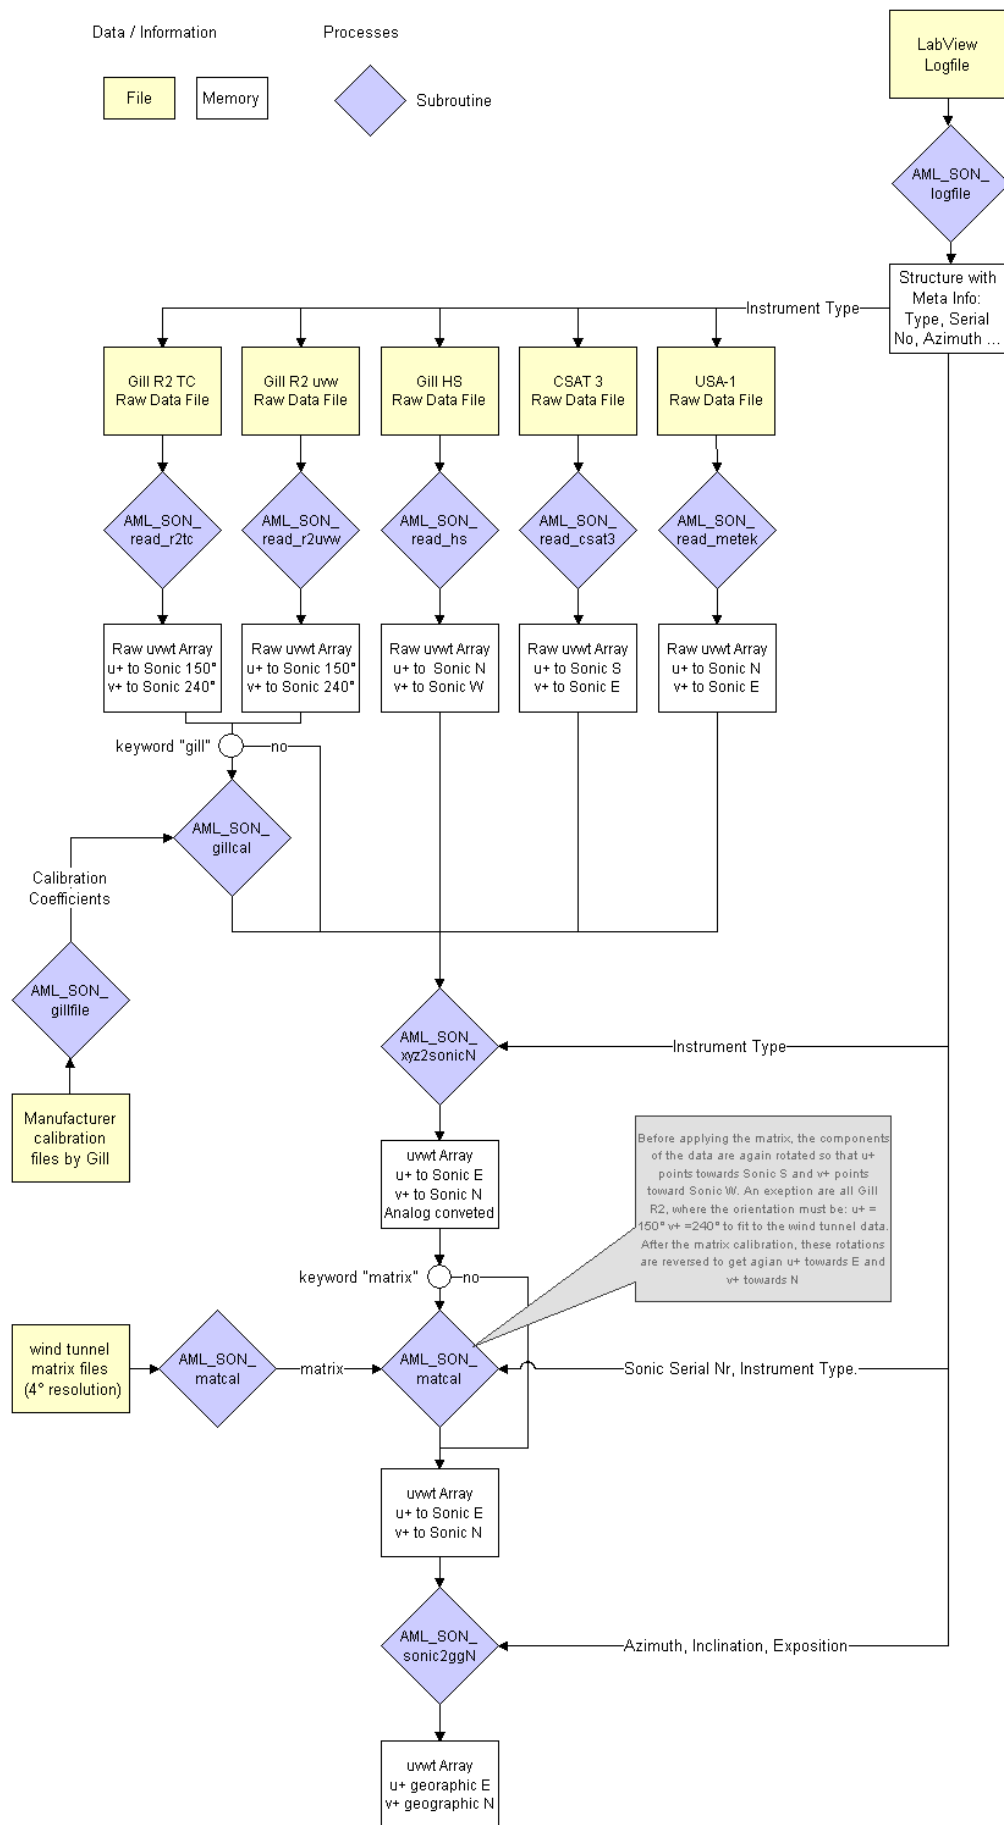 Data / Information
Processes
File
Memory
Subroutine
LabView
Logfile
AML_SON_
logfile
Structure with
Meta Info:
Type, Serial
No, Azimuth ...
Instrument Type
Gill R2 TC
Raw Data File
Gill R2 uvw
Raw Data File
Gill HS
Raw Data File
CSAT 3
Raw Data File
USA-1
Raw Data File
AML_SON_
read_r2tc
AML_SON_
read_r2uvw
AML_SON_
read_hs
AML_SON_
read_csat3
AML_SON_
read_metek
Raw uvwt Array
u+ to Sonic 150°
v+ to Sonic 240°
Raw uvwt Array
u+ to Sonic 150°
v+ to Sonic 240°
Raw uvwt Array
u+ to Sonic N
v+ to Sonic W
Raw uvwt Array
u+ to Sonic S
v+ to Sonic E
Raw uvwt Array
u+ to Sonic N
v+ to Sonic E
keyword "gill"
no
AML_SON_
gillcal
Calibration
Coefficients
AML_SON_
gillfile
Manufacturer
calibration
files by Gill
AML_SON_
xyz2sonicN
Instrument Type
uvwt Array
u+ to Sonic E
v+ to Sonic N
Analog conveted
Before applying the matrix, the components
of the data are again rotated so that u+
points towards Sonic S and v+ points
toward Sonic W. An exeption are all Gill
R2, where the orientation must be: u+ =
150° v+ =240° to fit to the wind tunnel data.
After the matrix calibration, these rotations
are reversed to get agian u+ towards E and
v+ towards N
keyword "matrix"
no
wind tunnel
matrix files
(4° resolution)
AML_SON_
matcal
matrix
AML_SON_
matcal
Sonic Serial Nr, Instrument Type.
uvwt Array
u+ to Sonic E
v+ to Sonic N
AML_SON_
sonic2ggN
Azimuth, Inclination, Exposition
uvwt Array
u+ georaphic E
v+ geographic N